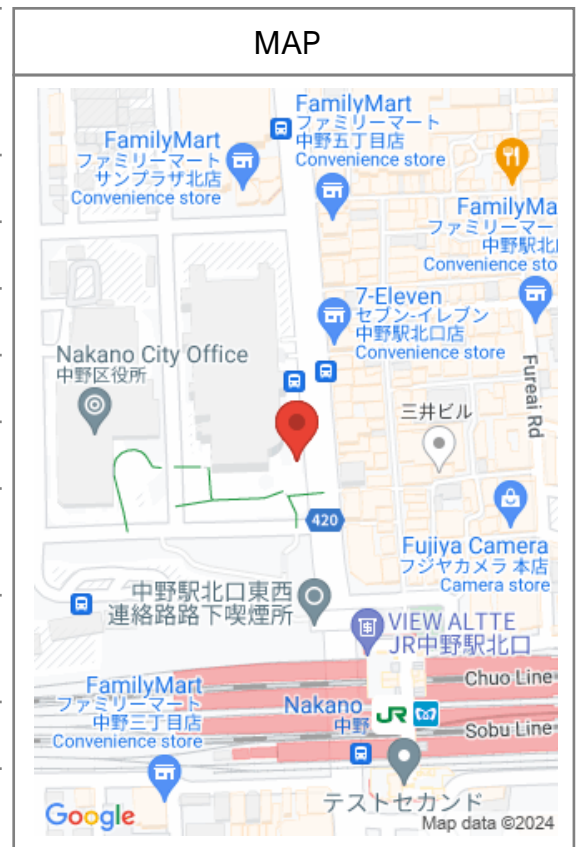 MAP
FamilyMart
ファミリーマート
中野五丁目店
Convenience store
FamilyMart
ファミリーマート
サンプラザ北店
Convenience store
FamilyMa
ファミリーマー
中野駅北
Convenience sto
7-Eleven
セブン-イレブン
中野駅北口店
Convenience store
Nakano City Office
中野区役所
Fureai Rd
三井ビル
420
Fujiya Camera
フジヤカメラ 本店
Camera store
中野駅北口東西
連絡路路下喫煙所
VIEW ALTTE
JR中野駅北口
Chuo Line
FamilyMart
ファミリーマート
中野三丁目店
Convenience store
Nakano
中野
JR
Sobu Line
テストセカンド
Google
Map data ©2024